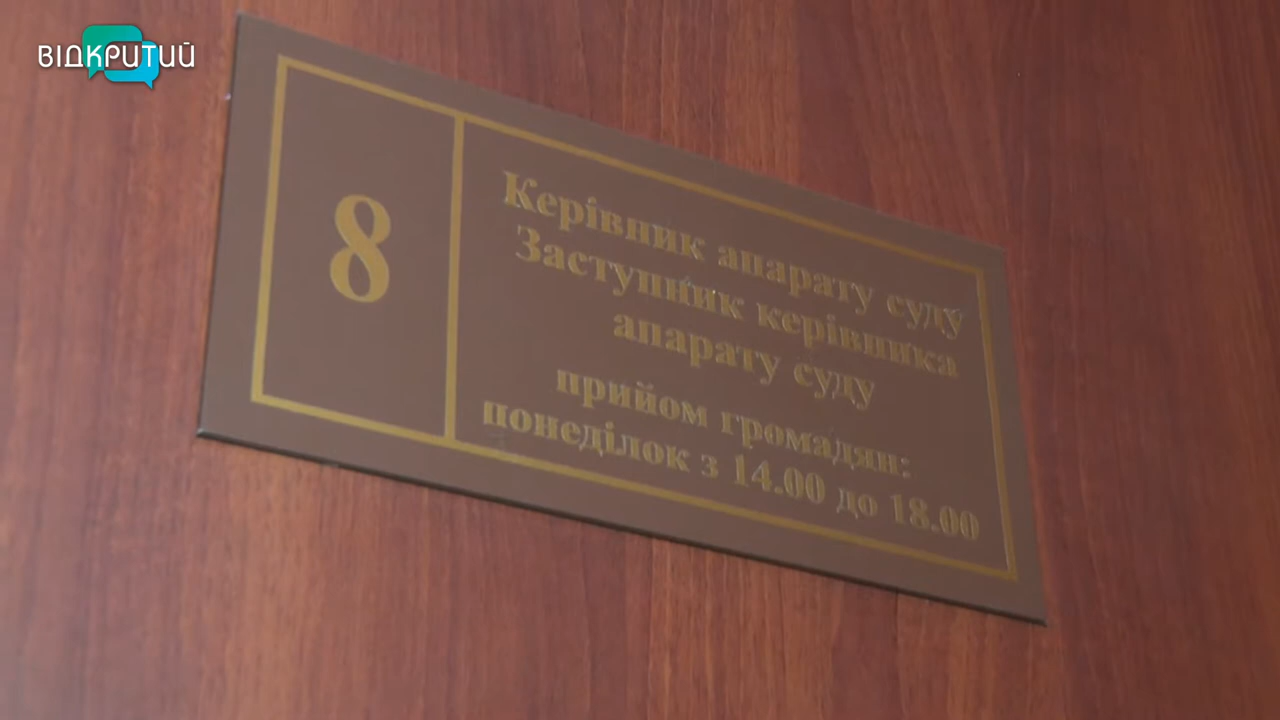 ВІДКРИТИЙ
8
Керівник апарату суду
Заступник керівника
апарату суду
прийом громадян:
понеділок з 14.00 до 18.00